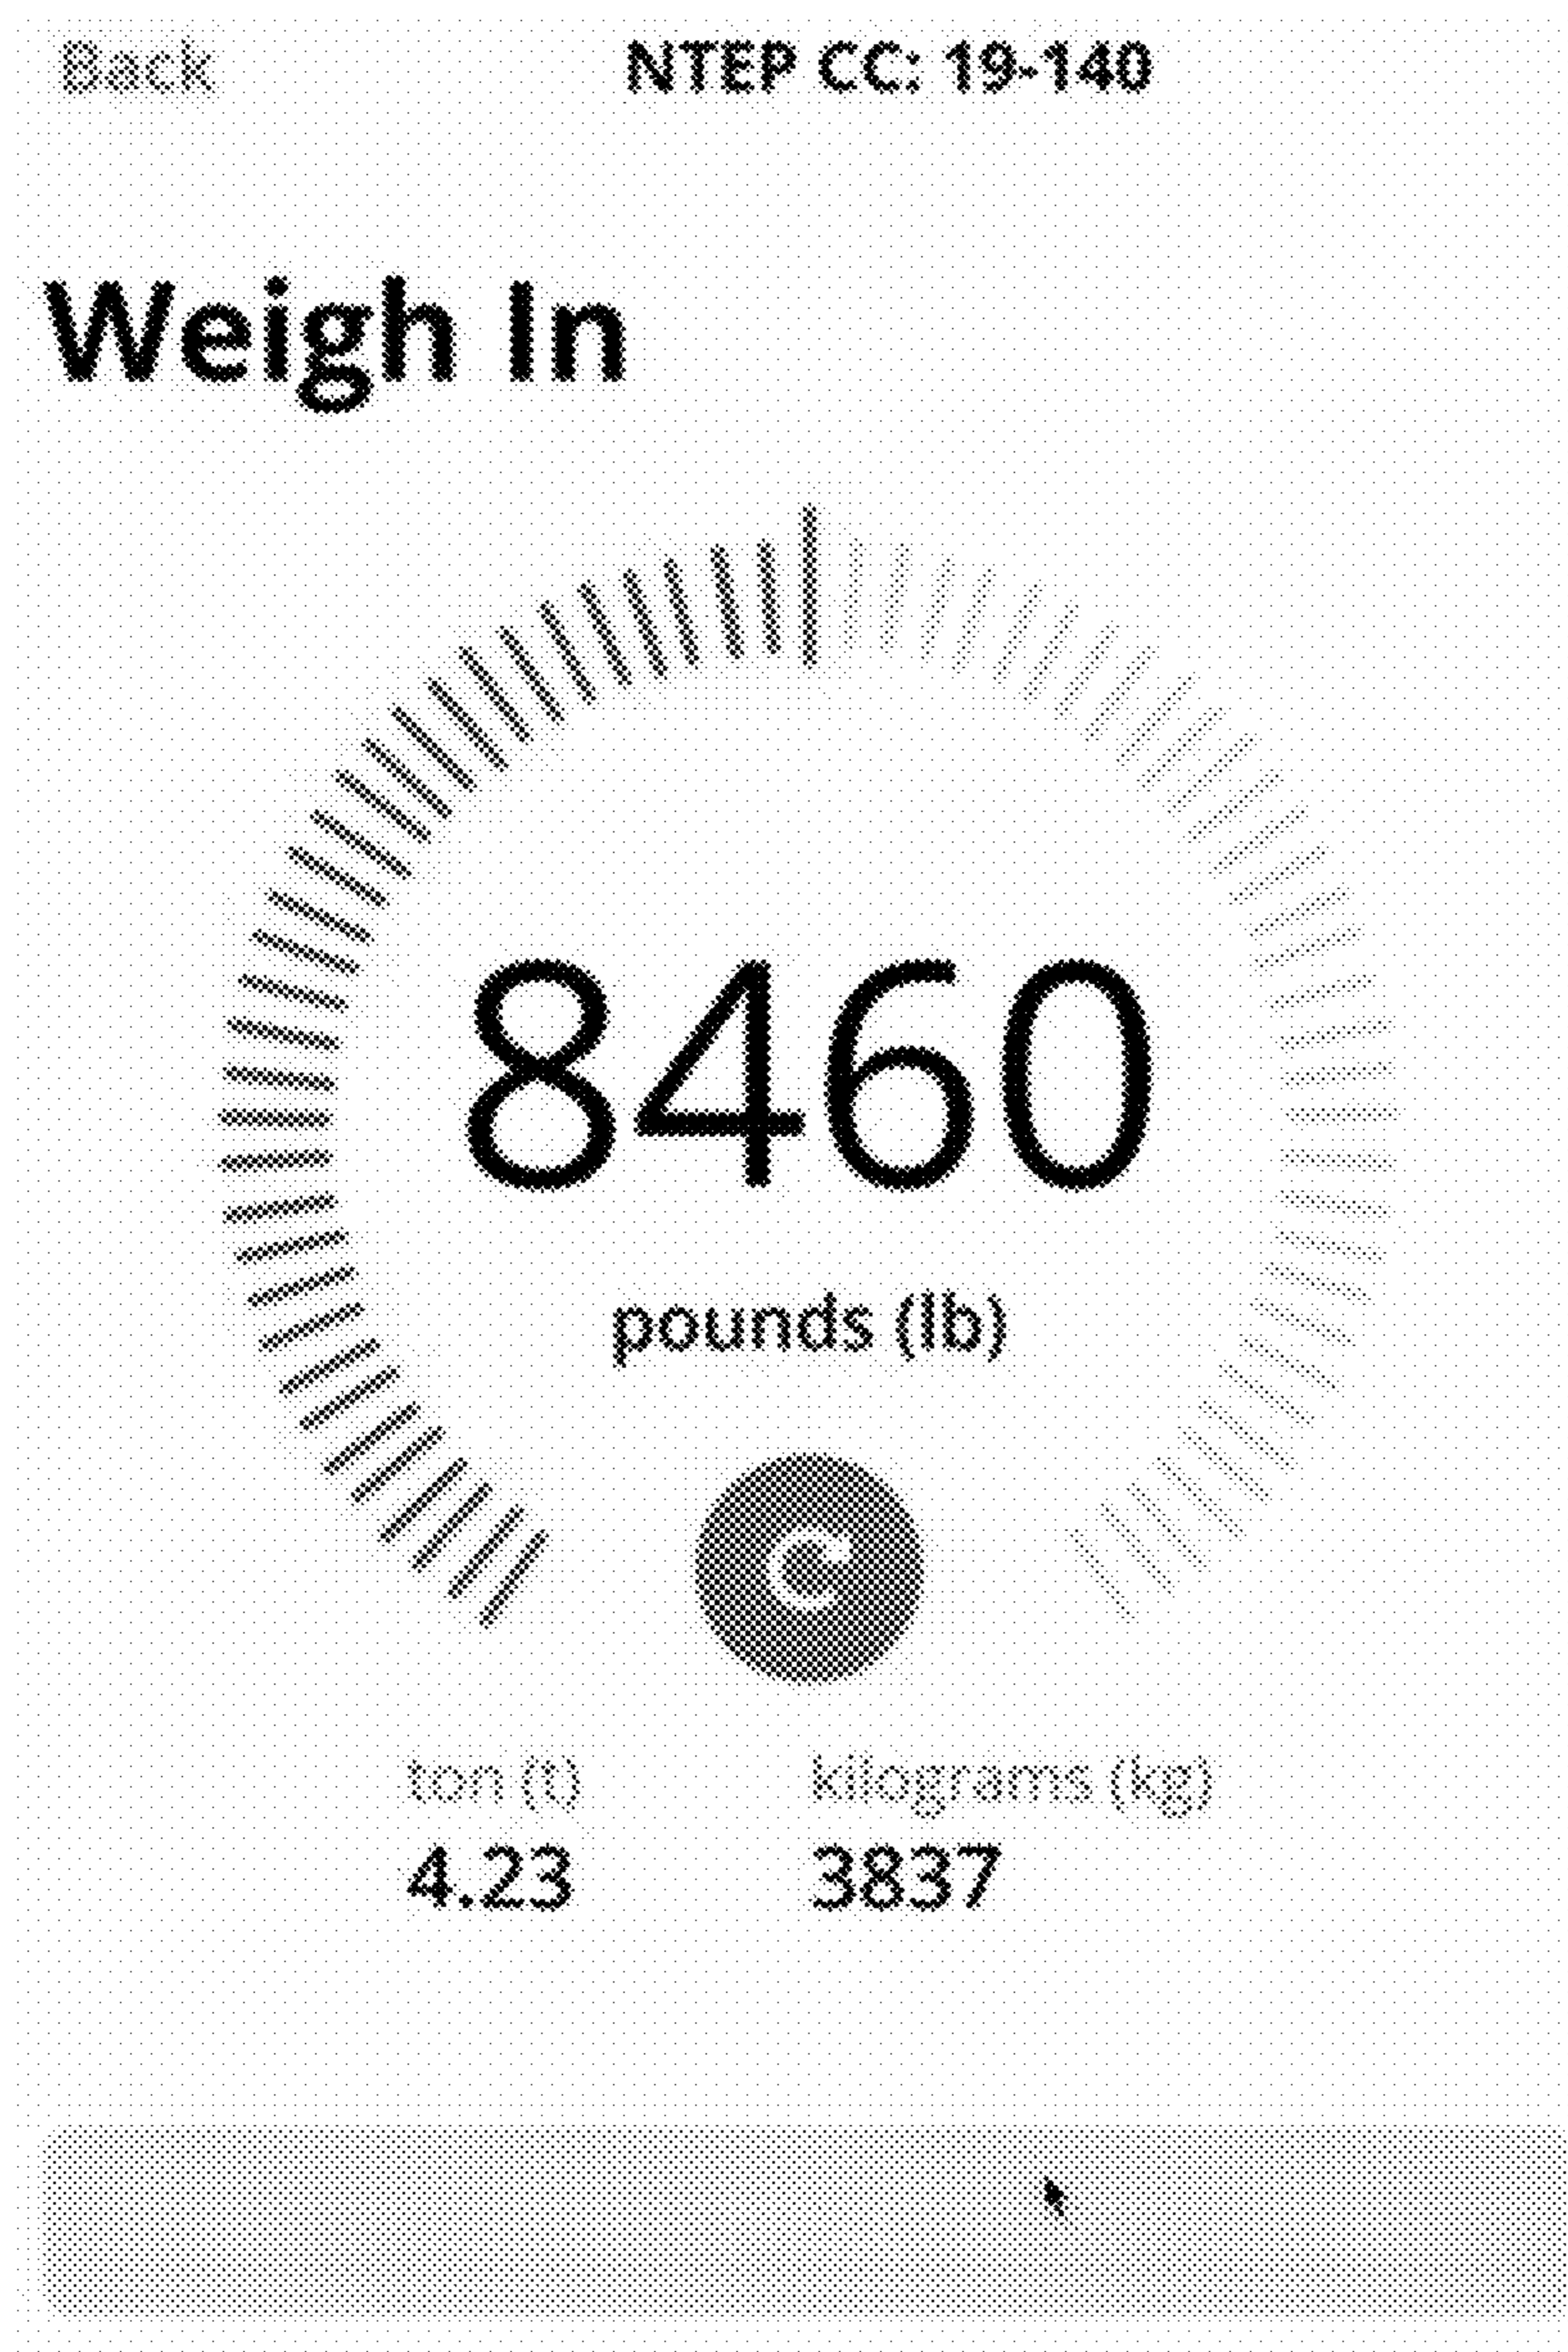 Back NTEP CC: 19-140
Weigh In
8460
pounds (lb)
C
ton (t) kilograms (kg)
4.23 3837